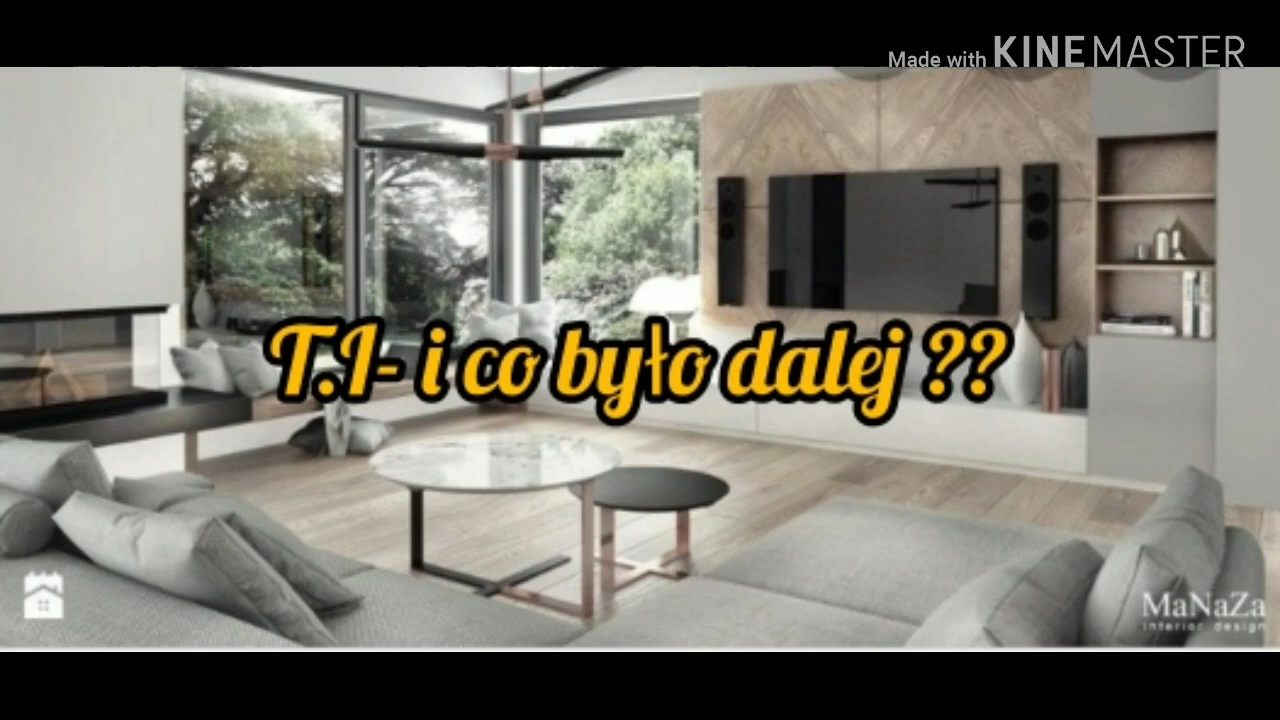 Made with KINEMASTER
T.I- i co było dalej ??
MaNaZa
interior design